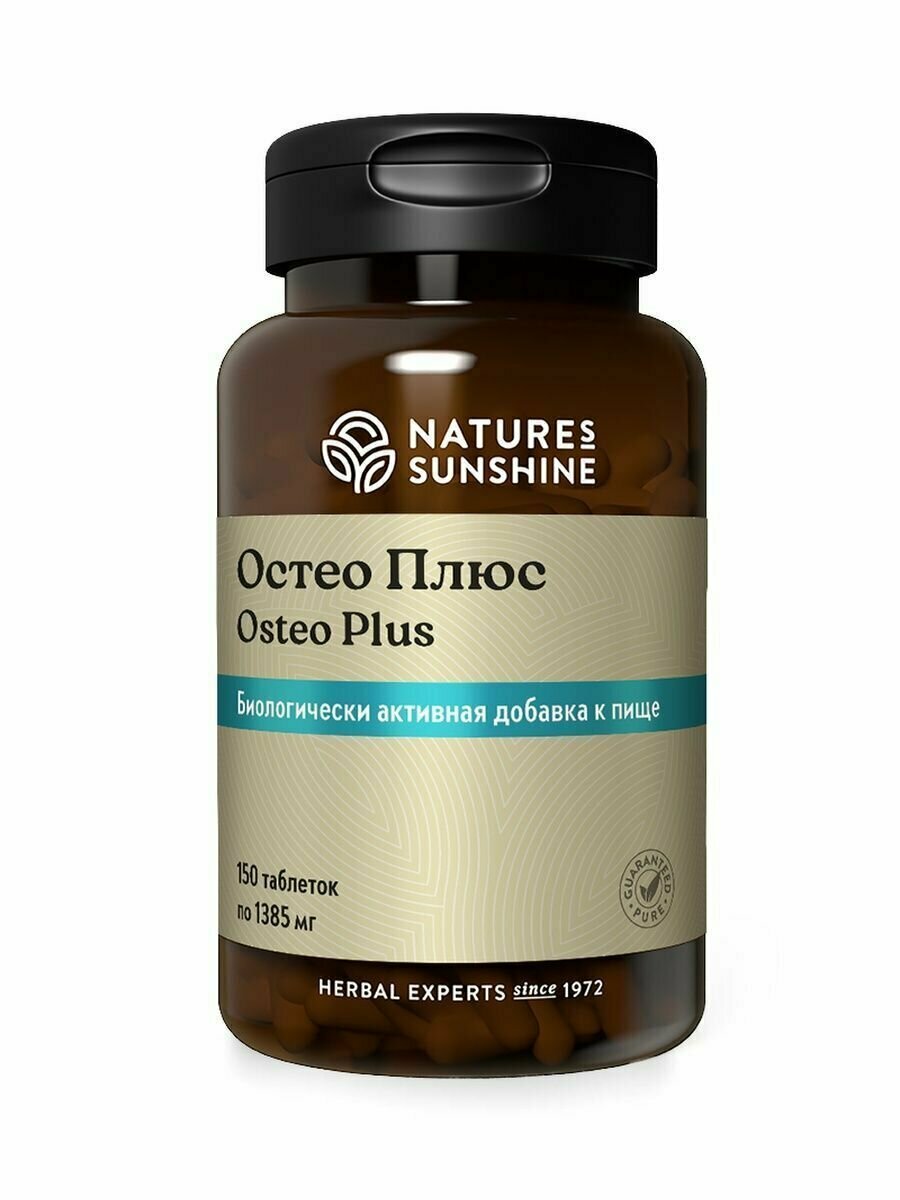 NATURES
SUNSHINE
Остео Плюс
Osteo Plus
Биологически активная добавка к пище
150 таблеток
по 1385 мг
GUARANTEED
PURE
HERBAL EXPERTS since 1972